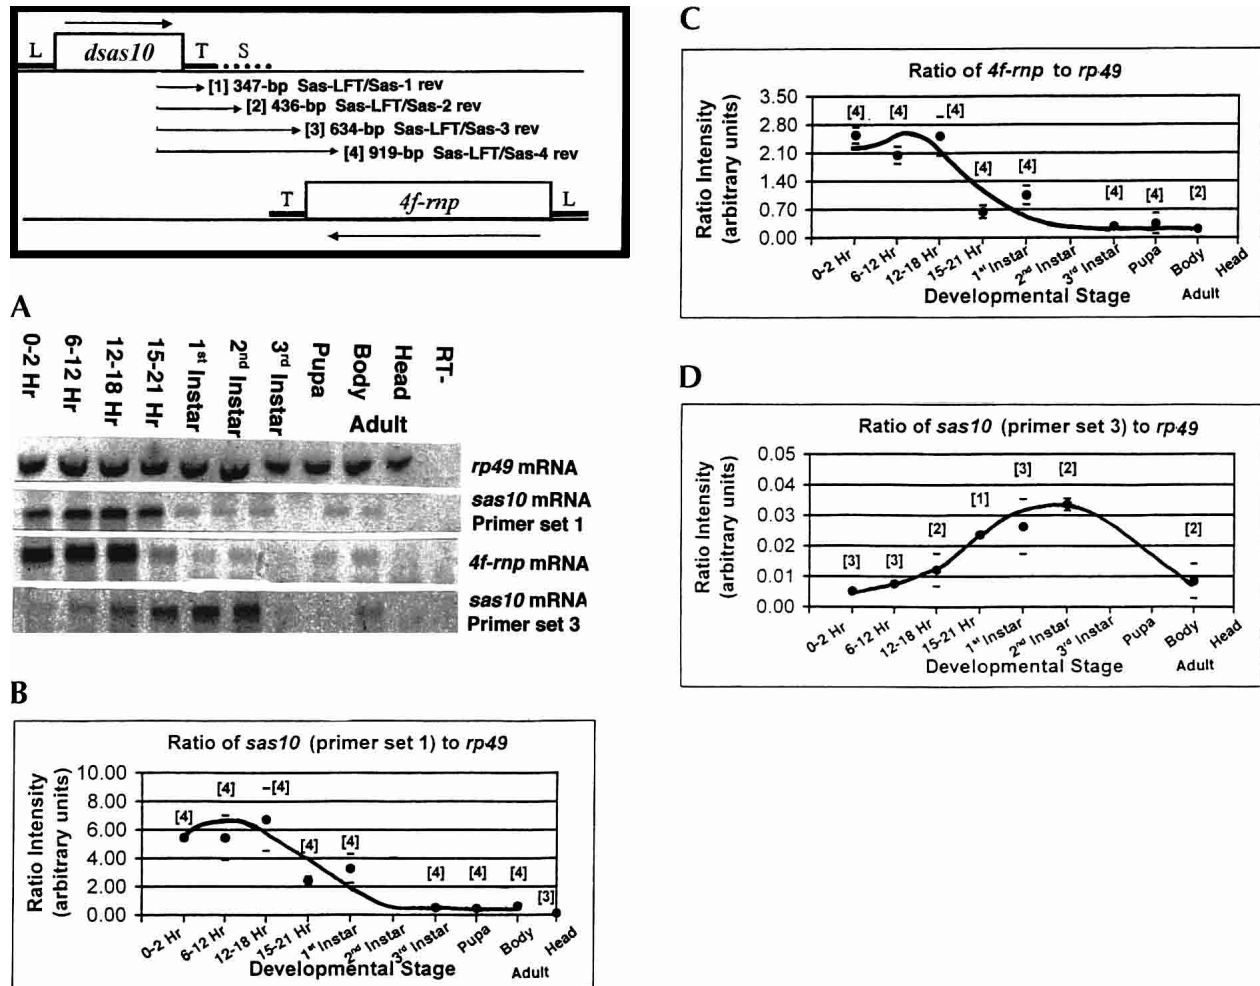 L dsas10 T S
[1] 347-bp Sas-LFT/Sas-1 rev
[2] 436-bp Sas-LFT/Sas-2 rev
[3] 634-bp Sas-LFT/Sas-3 rev
[4] 919-bp Sas-LFT/Sas-4 rev
T 4f-rnp L
A
0-2 Hr
6-12 Hr
12-18 Hr
15-21 Hr
1st Instar
2nd Instar
3rd Instar
Pupa
Body
Head
RT-
Adult
rp49 mRNA
sas10 mRNA
Primer set 1
4f-rnp mRNA
sas10 mRNA
Primer set 3
B
Ratio of sas10 (primer set 1) to rp49
Ratio Intensity
(arbitrary units)
10.00
8.00
6.00
4.00
2.00
0.00
[4] [4] [4] [4] [4] [4] [4] [4] [3]
0-2 Hr
6-12 Hr
12-18 Hr
15-21 Hr
1st Instar
2nd Instar
3rd Instar
Pupa
Body
Head
Developmental Stage
Adult
C
Ratio of 4f-rnp to rp49
Ratio Intensity
(arbitrary units)
3.50
2.80
2.10
1.40
0.70
0.00
[4] [4] [4] [4] [4] [4] [4] [2]
0-2 Hr
6-12 Hr
12-18 Hr
15-21 Hr
1st Instar
2nd Instar
3rd Instar
Pupa
Body
Head
Developmental Stage
Adult
D
Ratio of sas10 (primer set 3) to rp49
Ratio Intensity
(arbitrary units)
0.05
0.04
0.03
0.02
0.01
0.00
[3] [3] [2] [1] [3] [2] [2]
0-2 Hr
6-12 Hr
12-18 Hr
15-21 Hr
1st Instar
2nd Instar
3rd Instar
Pupa
Body
Head
Developmental Stage
Adult